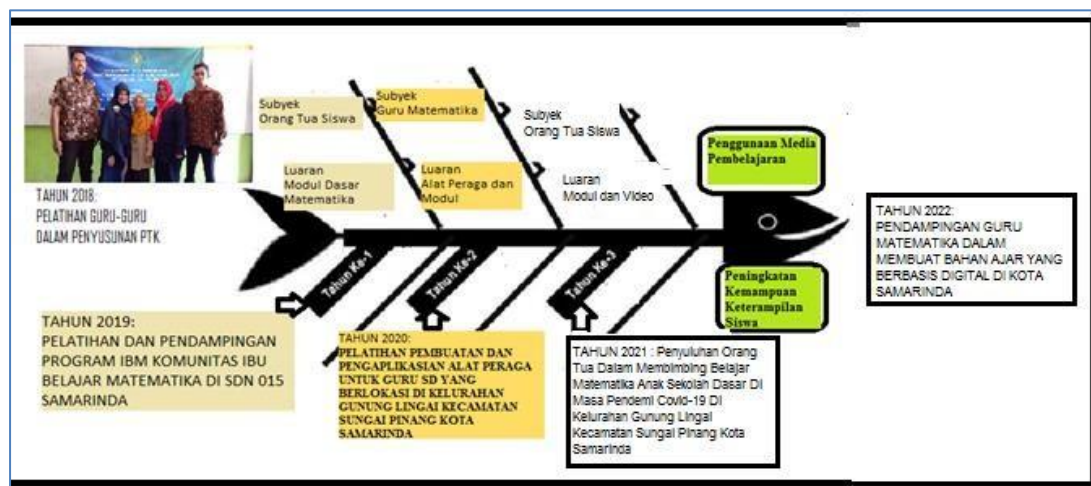 Subyek
Orang Tua Siswa
Subyek
Guru Matematika
Subyek
Orang Tua Siswa
Penggunaan Media
Pembelajaran
Luaran
Modul Dasar
Matematika
Luaran
Alat Peraga dan
Modul
Luaran
Modul dan Video
TAHUN 2018:
PELATIHAN GURU-GURU
DALAM PENYUSUNAN PTK
TAHUN 2022:
PENDAMPINGAN GURU
MATEMATIKA DALAM
MEMBUAT BAHAN AJAR YANG
BERBASIS DIGITAL DI KOTA
SAMARINDA
Tahun Ke-1
Tahun Ke-2
Tahun Ke-3
Peningkatan
Kemampuan
Keterampilan
Siswa
TAHUN 2019:
PELATIHAN DAN PENDAMPINGAN
PROGRAM IBM KOMUNITAS IBU
BELAJAR MATEMATIKA DI SDN 015
SAMARINDA
TAHUN 2020:
PELATIHAN PEMBUATAN DAN
PENGAPLIKASIAN ALAT PERAGA
UNTUK GURU SD YANG
BERLOKASI DI KELURAHAN
GUNUNG LINGAI KECAMATAN
SUNGAI PINANG KOTA
SAMARINDA
TAHUN 2021 : Penyuluhan Orang
Tua Dalam Membimbing Belajar
Matematika Anak Sekolah Dasar Di
Masa Pendemi Covid-19 DI
Kelurahan Gunung Lingai
Kecamatan Sungai Pinang Kota
Samarinda